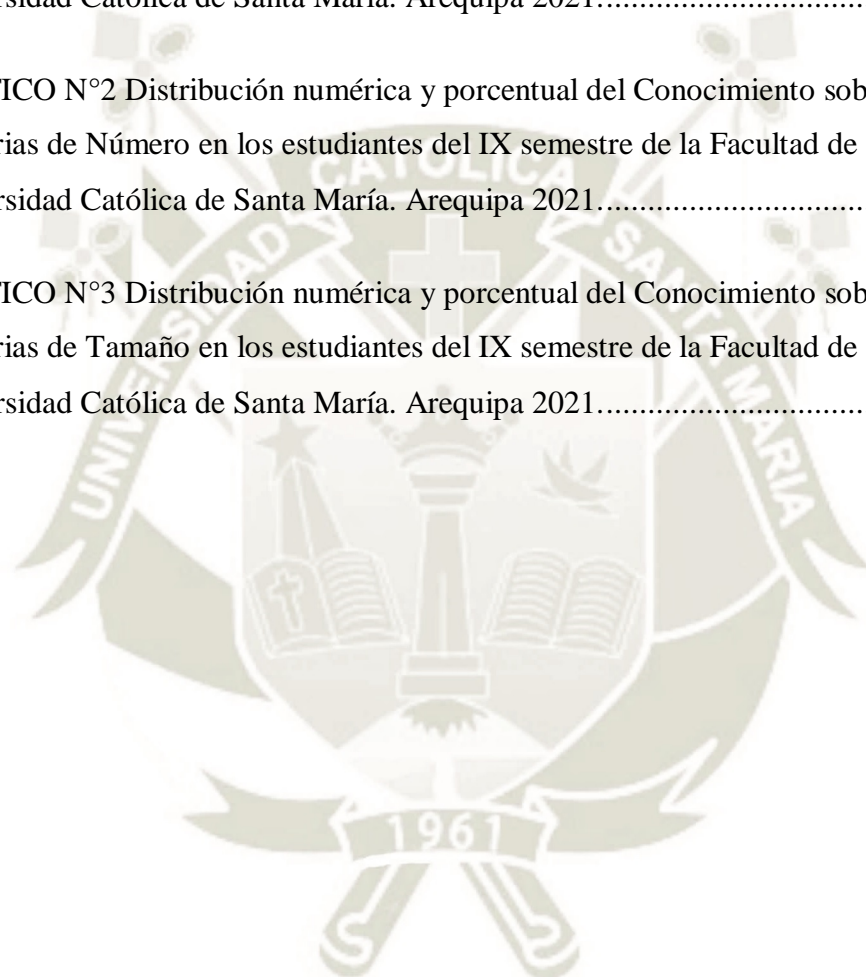 rsidad Católica de Santa María. Arequipa 2021
TICO N°2 Distribución numérica y porcentual del Conocimiento sob
rias de Número en los estudiantes del IX semestre de la Facultad de
rsidad Católica de Santa María. Arequipa 2021.................................
TICO N°3 Distribución numérica y porcentual del Conocimiento sob
rias de Tamaño en los estudiantes del IX semestre de la Facultad de
rsidad Católica de Santa María. Arequipa 2021.................................
UNIVERSIDAD CATOLICA SANTA MARIA
1961